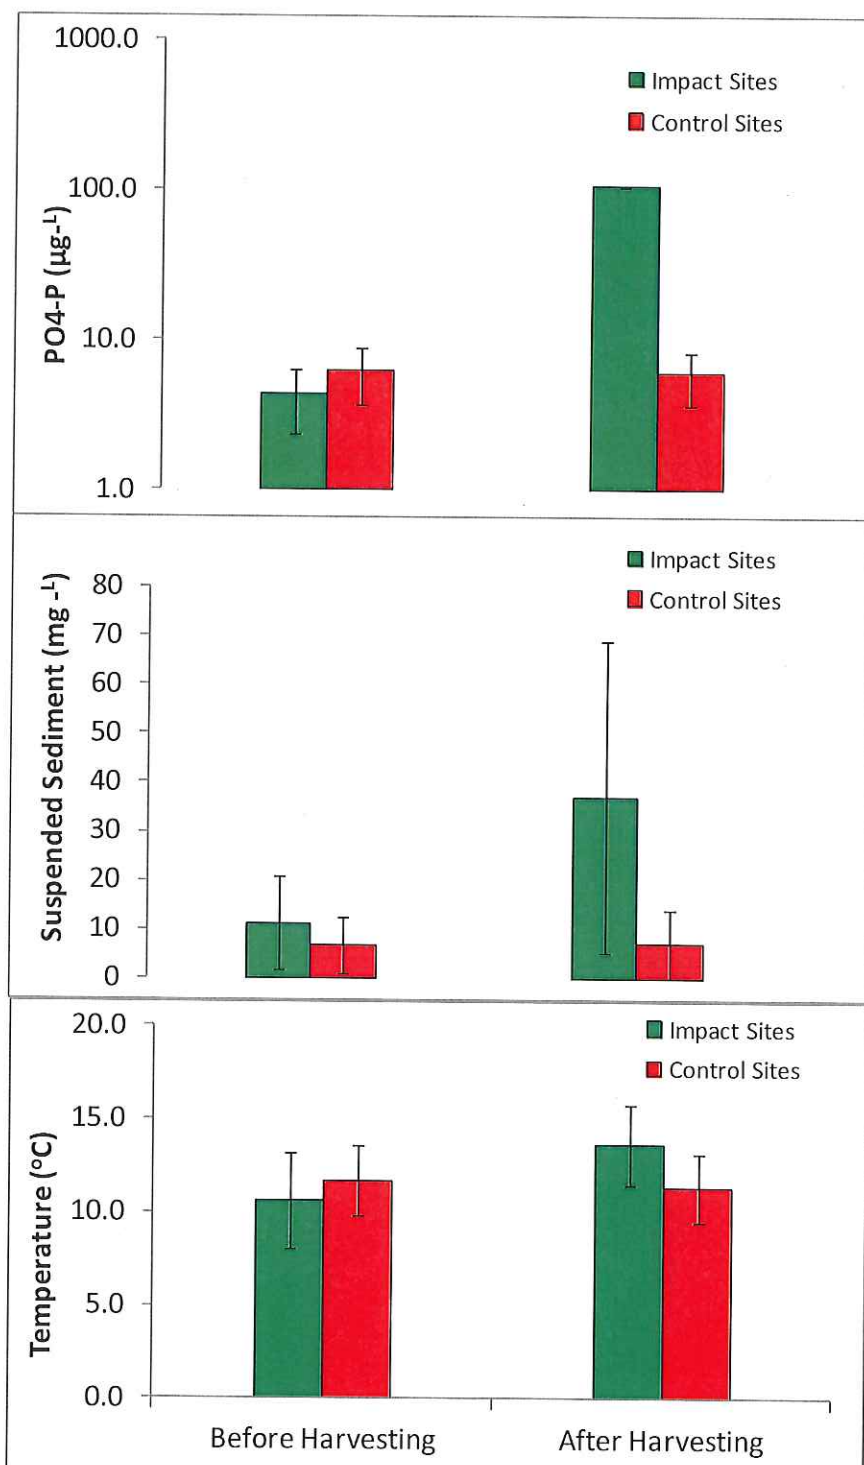 1000.0
100.0
10.0
1.0
PO4-P (µg-ᴸ)
Impact Sites
Control Sites
80
70
60
50
40
30
20
10
0
Suspended Sediment (mg -ᴸ)
Impact Sites
Control Sites
20.0
15.0
10.0
5.0
0.0
Temperature (°C)
Impact Sites
Control Sites
Before Harvesting
After Harvesting